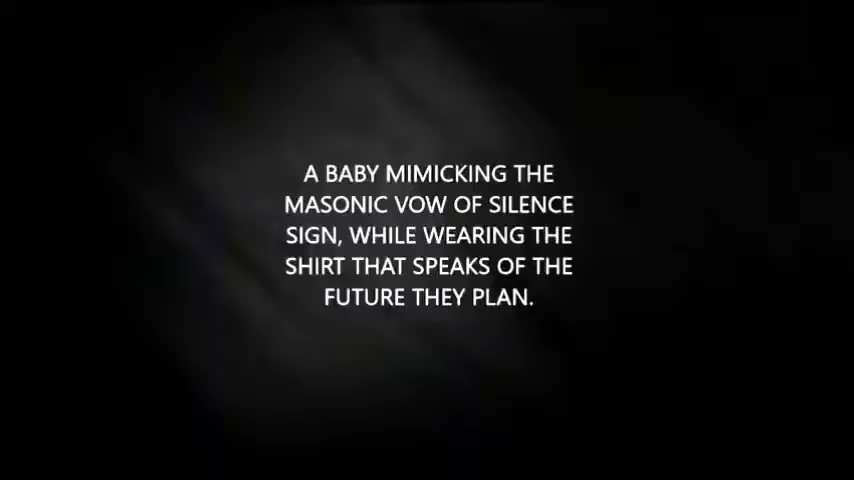 A BABY MIMICKING THE
MASONIC VOW OF SILENCE
SIGN, WHILE WEARING THE
SHIRT THAT SPEAKS OF THE
FUTURE THEY PLAN.